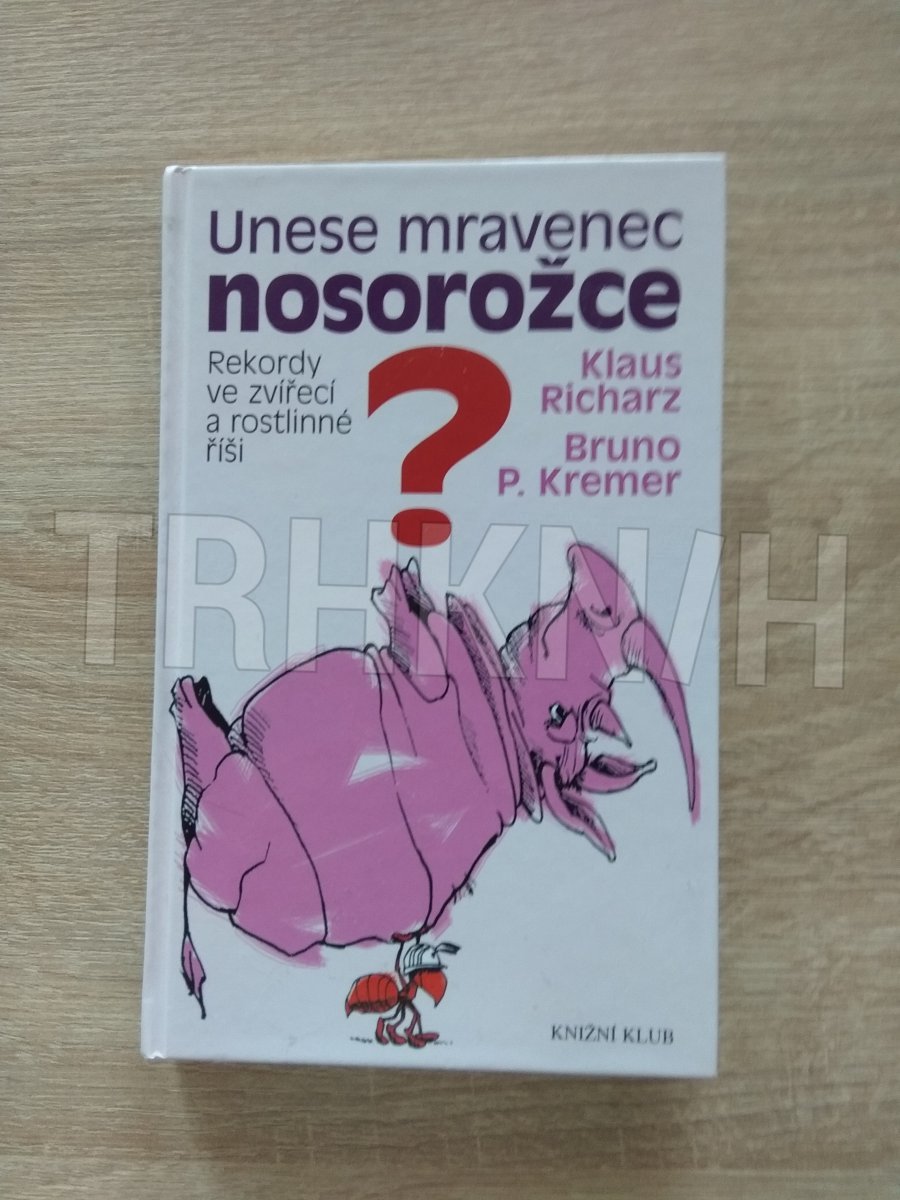 Unese mravenec
nosorožce
?
Rekordy
ve zvířecí
a rostlinné
říši
Klaus
Richarz
Bruno
P. Kremer
TRHKNIH
KNIŽNÍ KLUB